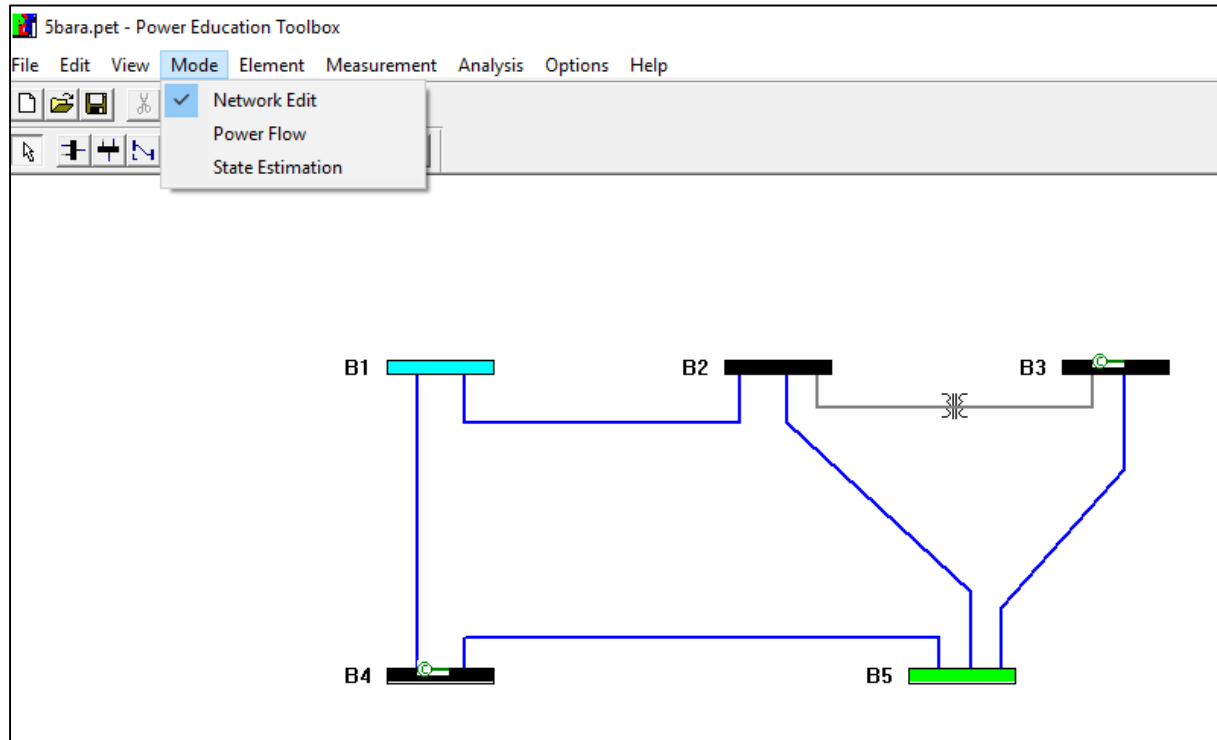 5bara.pet - Power Education Toolbox
File Edit View Mode Element Measurement Analysis Options Help
Network Edit
Power Flow
State Estimation
B1 B2 B3
B4 B5